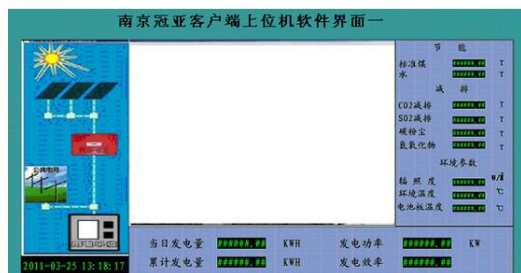 南京冠亚客户端上位机软件界面一
节 能
标准煤 ######.## T
水 ######.## T
减 排
CO2减排 ######.## T
SO2减排 ######.## T
碳粉尘 ######.## T
氮氧化物 ######.## T
环境参数
辐照度 ######.## W/㎡
环境温度 ######.## ℃
电池板温度 ######.## ℃
公共电网
当日发电量 ######.## KWH 发电功率 ######.## KW
累计发电量 ######.## KWH 发电效率 ######.##
2011-03-25 13:18:17